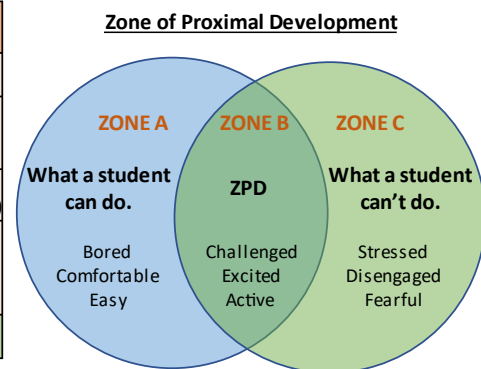 Zone of Proximal Development
ZONE A
ZONE B
ZONE C
What a student
can do.
ZPD
What a student
can't do.
Bored
Comfortable
Easy
Challenged
Excited
Active
Stressed
Disengaged
Fearful
)